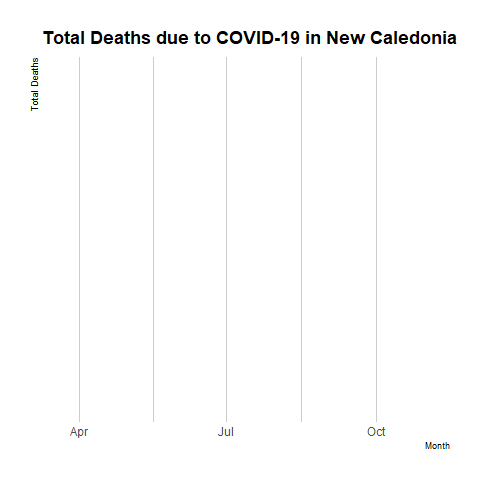 Total Deaths due to COVID-19 in New Caledonia
Total Deaths
Apr Jul Oct
Month